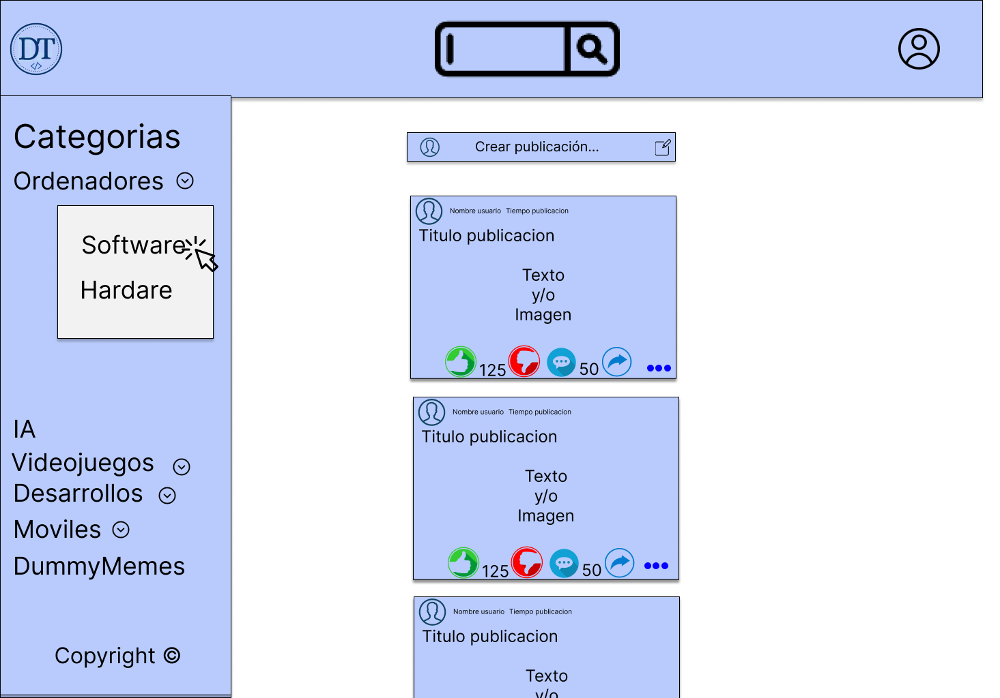 DT
</>
Categorias
Ordenadores
Software
Hardare
IA
Videojuegos
Desarrollos
Moviles
DummyMemes
Copyright ©
Crear publicación...
Nombre usuario Tiempo publicacion
Titulo publicacion
Texto
y/o
Imagen
125 50
Nombre usuario Tiempo publicacion
Titulo publicacion
Texto
y/o
Imagen
125 50
Nombre usuario Tiempo publicacion
Titulo publicacion
Texto
y/o